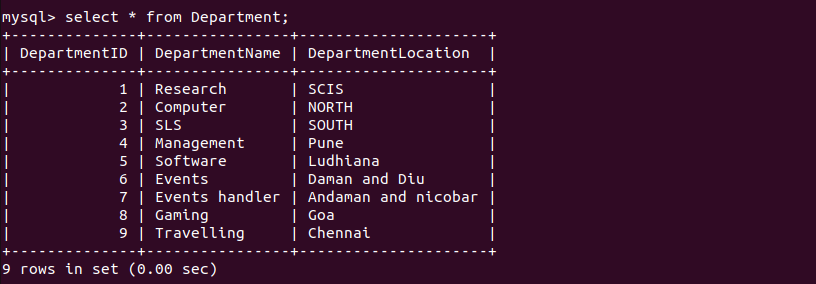 mysql> select * from Department;
+--------------+----------------+---------------------+
| DepartmentID | DepartmentName | DepartmentLocation  |
+--------------+----------------+---------------------+
|            1 | Research       | SCIS                |
|            2 | Computer       | NORTH               |
|            3 | SLS            | SOUTH               |
|            4 | Management     | Pune                |
|            5 | Software       | Ludhiana            |
|            6 | Events         | Daman and Diu       |
|            7 | Events handler | Andaman and nicobar |
|            8 | Gaming         | Goa                 |
|            9 | Travelling     | Chennai             |
+--------------+----------------+---------------------+
9 rows in set (0.00 sec)